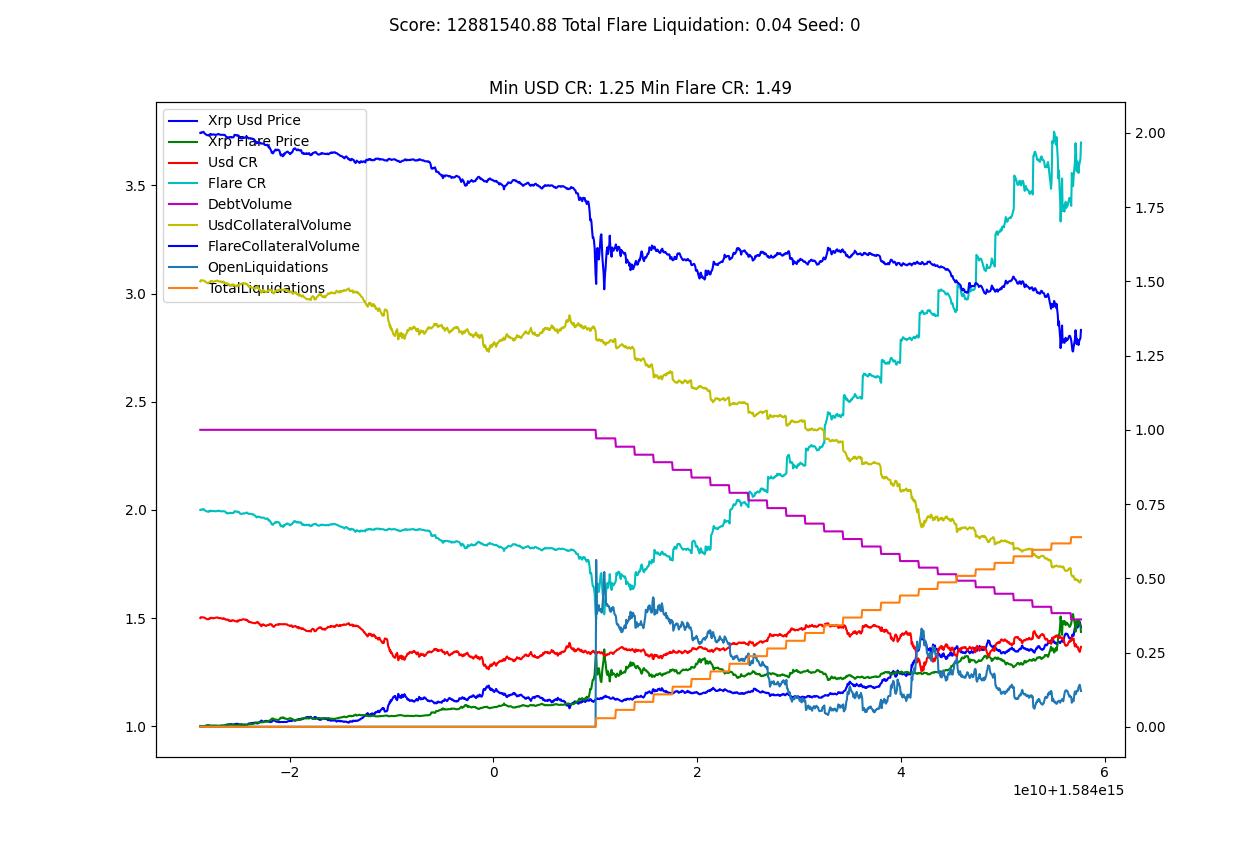 Score: 12881540.88 Total Flare Liquidation: 0.04 Seed: 0
Min USD CR: 1.25 Min Flare CR: 1.49
Xrp Usd Price
Xrp Flare Price
Usd CR
Flare CR
DebtVolume
UsdCollateralVolume
FlareCollateralVolume
OpenLiquidations
TotalLiquidations
3.5
3.0
2.5
2.0
1.5
1.0
2.00
1.75
1.50
1.25
1.00
0.75
0.50
0.25
0.00
−2
0
2
4
6
1e10+1.584e15